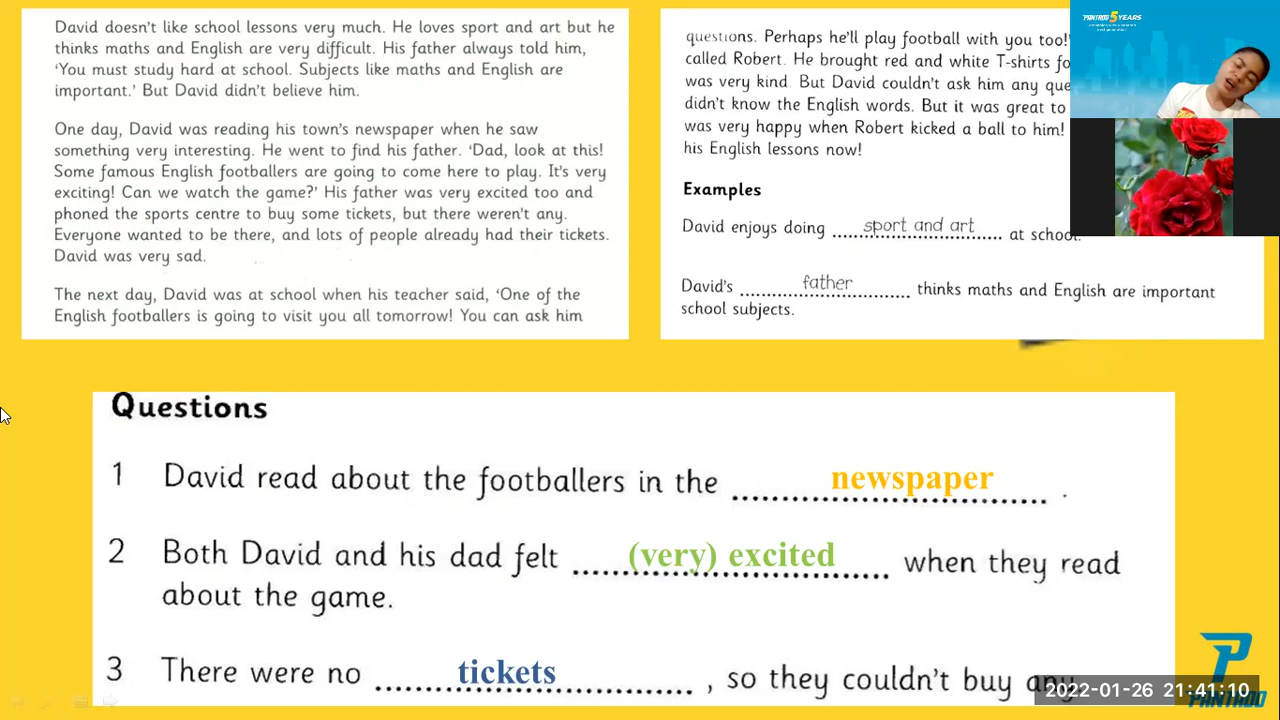 David doesn't like school lessons very much. He loves sport and art but he
thinks maths and English are very difficult. His father always told him,
'You must study hard at school. Subjects like maths and English are
important.' But David didn't believe him.
One day, David was reading his town's newspaper when he saw
something very interesting. He went to find his father. 'Dad, look at this!
Some famous English footballers are going to come here to play. It's very
exciting! Can we watch the game?' His father was very excited too and
phoned the sports centre to buy some tickets, but there weren't any.
Everyone wanted to be there, and lots of people already had their tickets.
David was very sad.
The next day, David was at school when his teacher said, 'One of the
English footballers is going to visit you all tomorrow! You can ask him
questions. Perhaps he'll play football with you too!'
called Robert. He brought red and white T-shirts
was very kind. But David couldn't ask him any
didn't know the English words. But it was great to
was very happy when Robert kicked a ball to him!
his English lessons now!
Examples
David enjoys doing sport and art at school.
David's father thinks maths and English are important
school subjects.
PANTADO 5 YEARS
Questions
1 David read about the footballers in the newspaper .
2 Both David and his dad felt (very) excited when they read
about the game.
3 There were no tickets , so they couldn't buy any.
2022-01-26 21:41:10
PANTADO